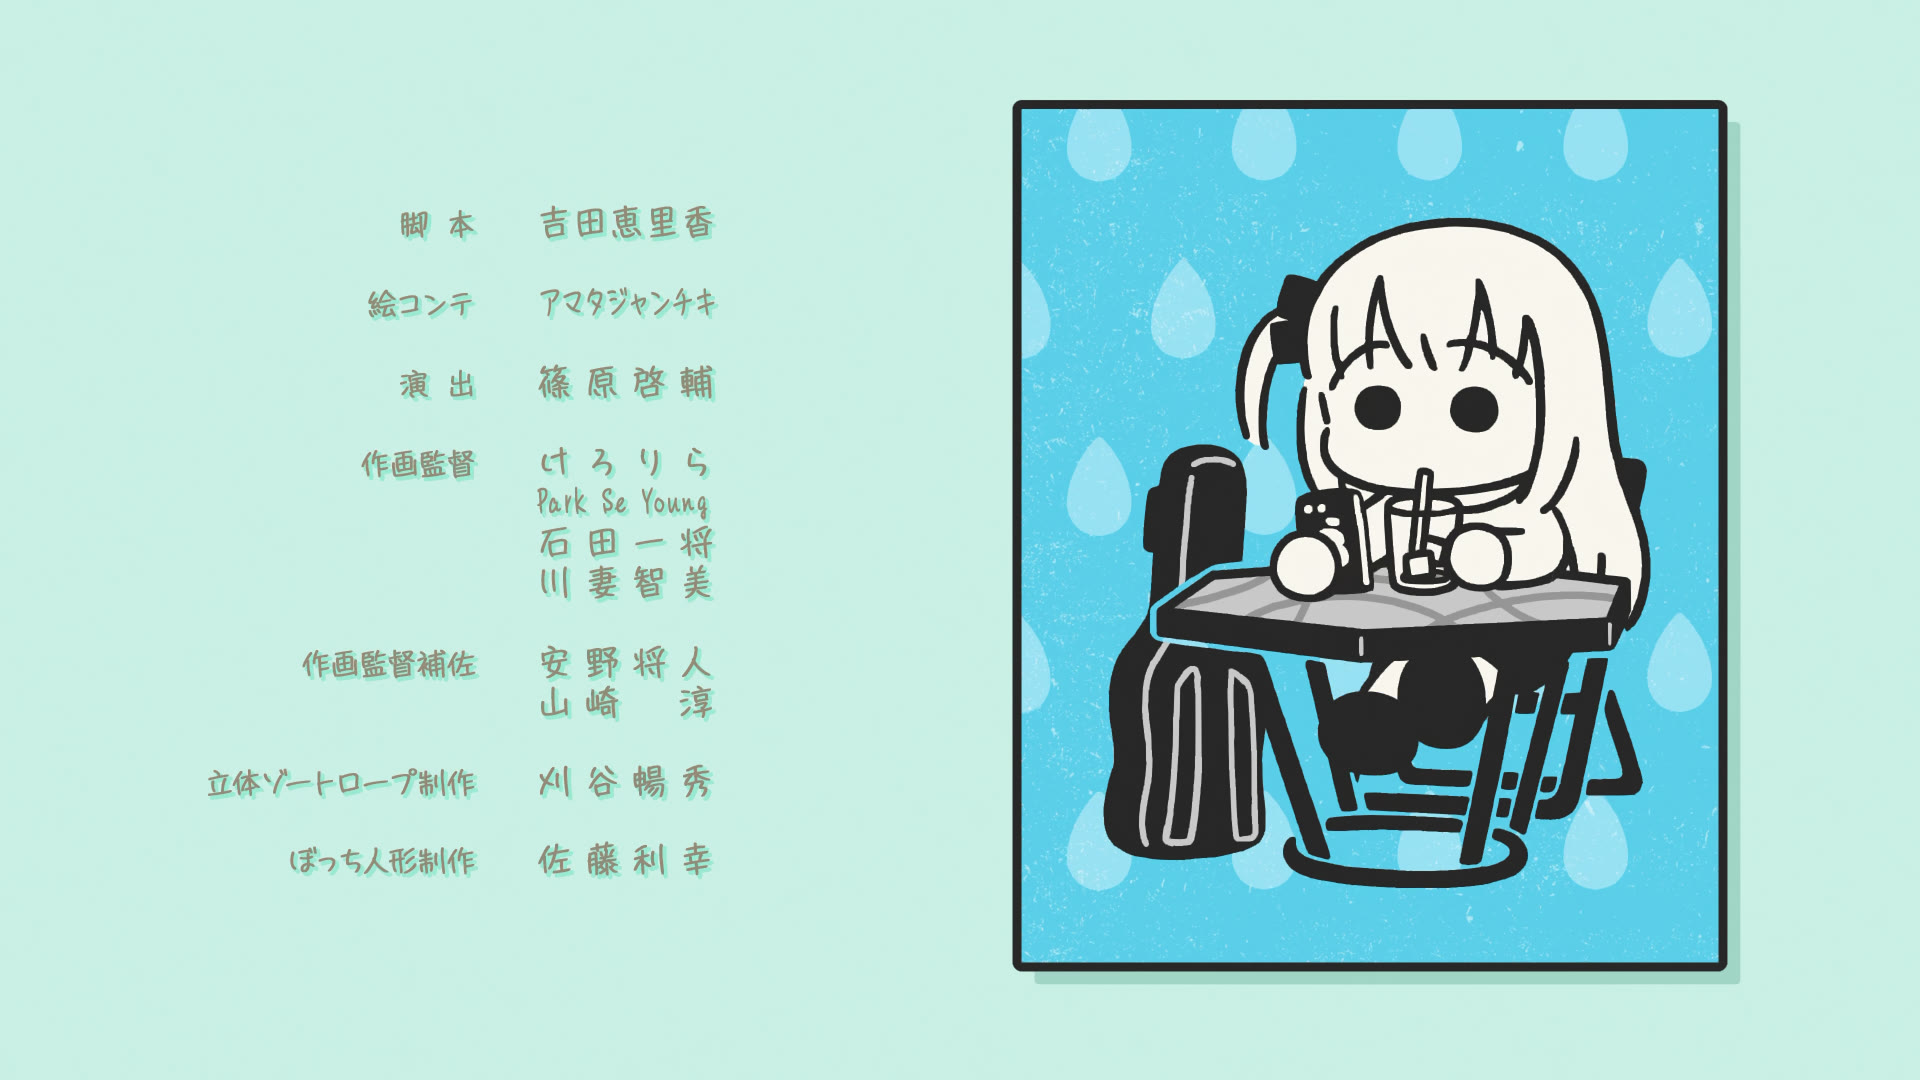 脚本 吉田恵里香
絵コンテ アマタジャンチキ
演出 篠原啓輔
作画監督 けろりら
Park Se Young
石田一将
川妻智美
作画監督補佐 安野将人
山崎 淳
立体ゾートロープ制作 刈谷暢秀
ぼっち人形制作 佐藤利幸